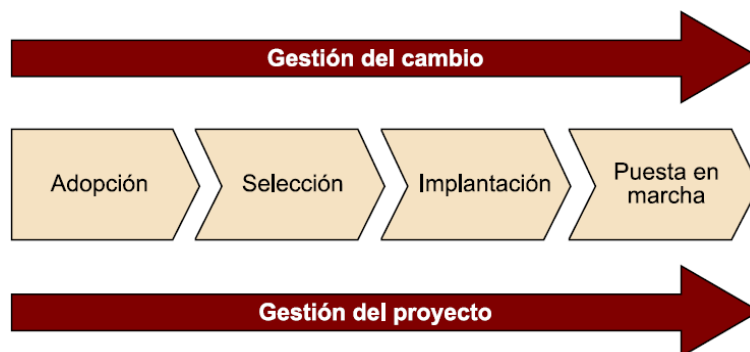 Gestión del cambio
Adopción
Selección
Implantación
Puesta en
marcha
Gestión del proyecto